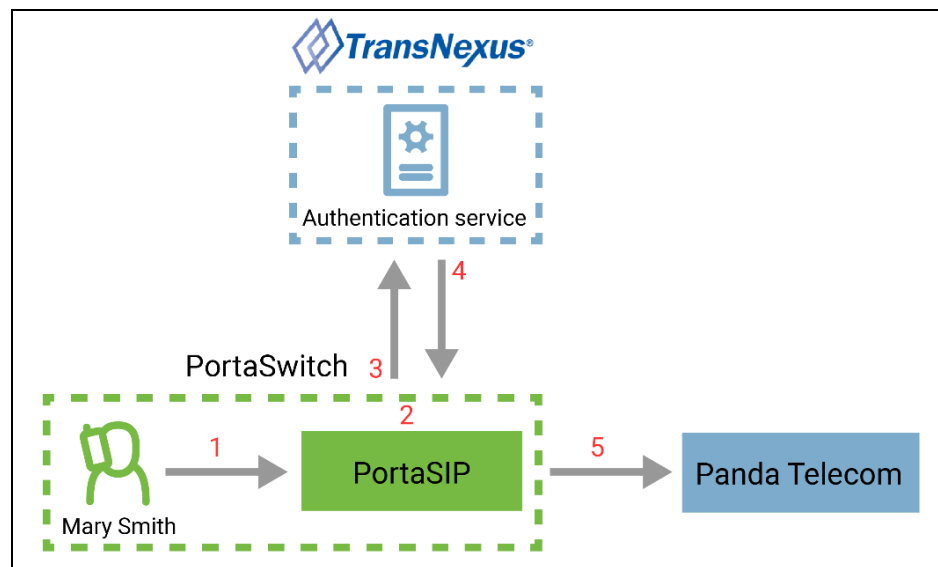 TransNexus®
Authentication service
4
PortaSwitch
3
2
1
PortaSIP
5
Panda Telecom
Mary Smith